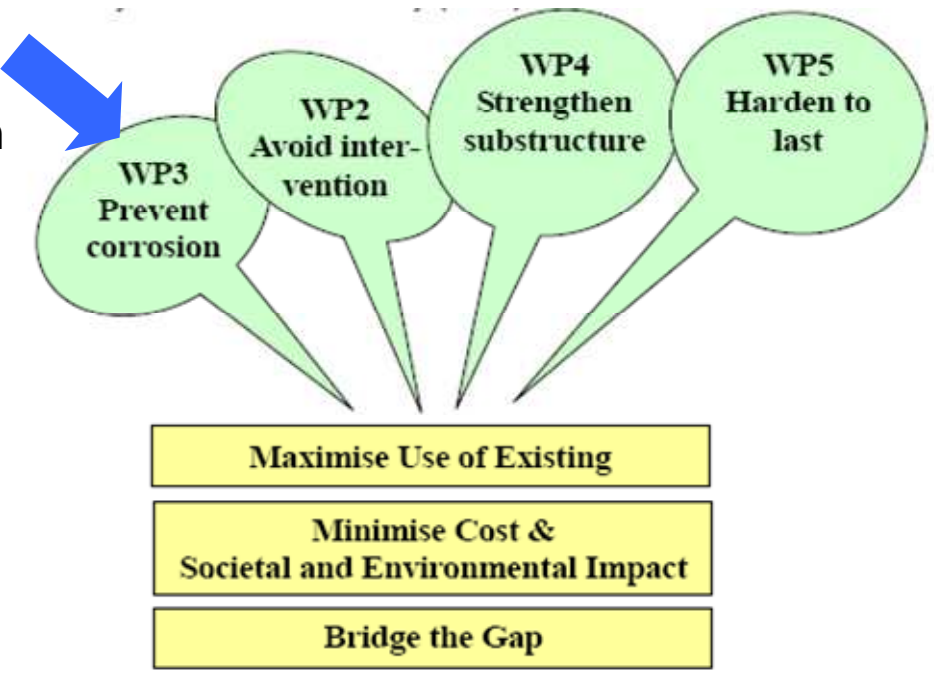 WP3
Prevent
corrosion
WP2
Avoid inter-
vention
WP4
Strengthen
substructure
WP5
Harden to
last
Maximise Use of Existing
Minimise Cost &
Societal and Environmental Impact
Bridge the Gap